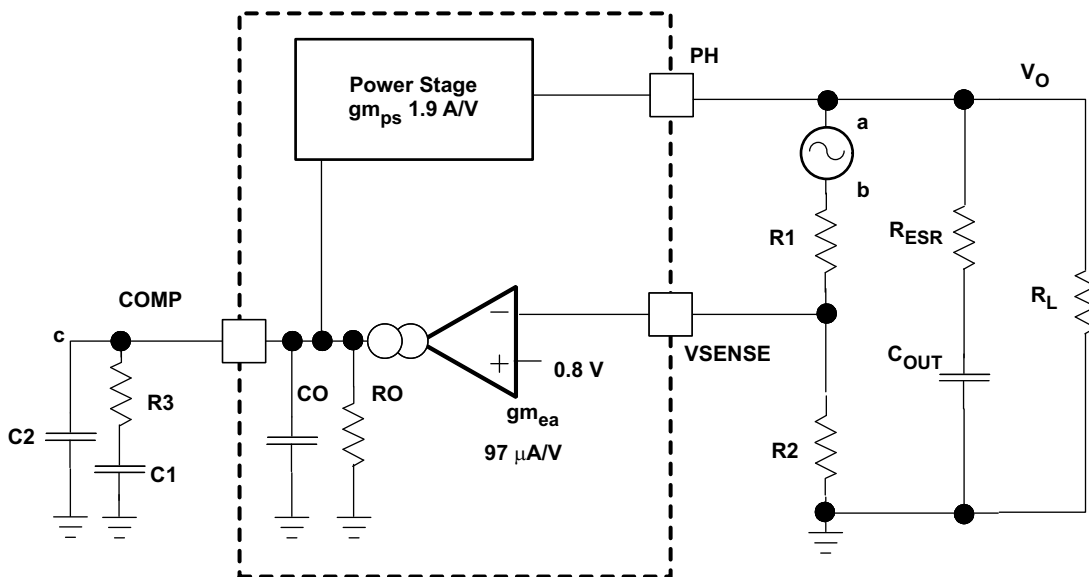 PH
Power Stage
gm_ps 1.9 A/V
V_O
a
b
R1
R_ESR
R_L
COMP
c
VSENSE
0.8 V
C_OUT
R3
CO
RO
gm_ea
97 μA/V
R2
C2
C1
−
+